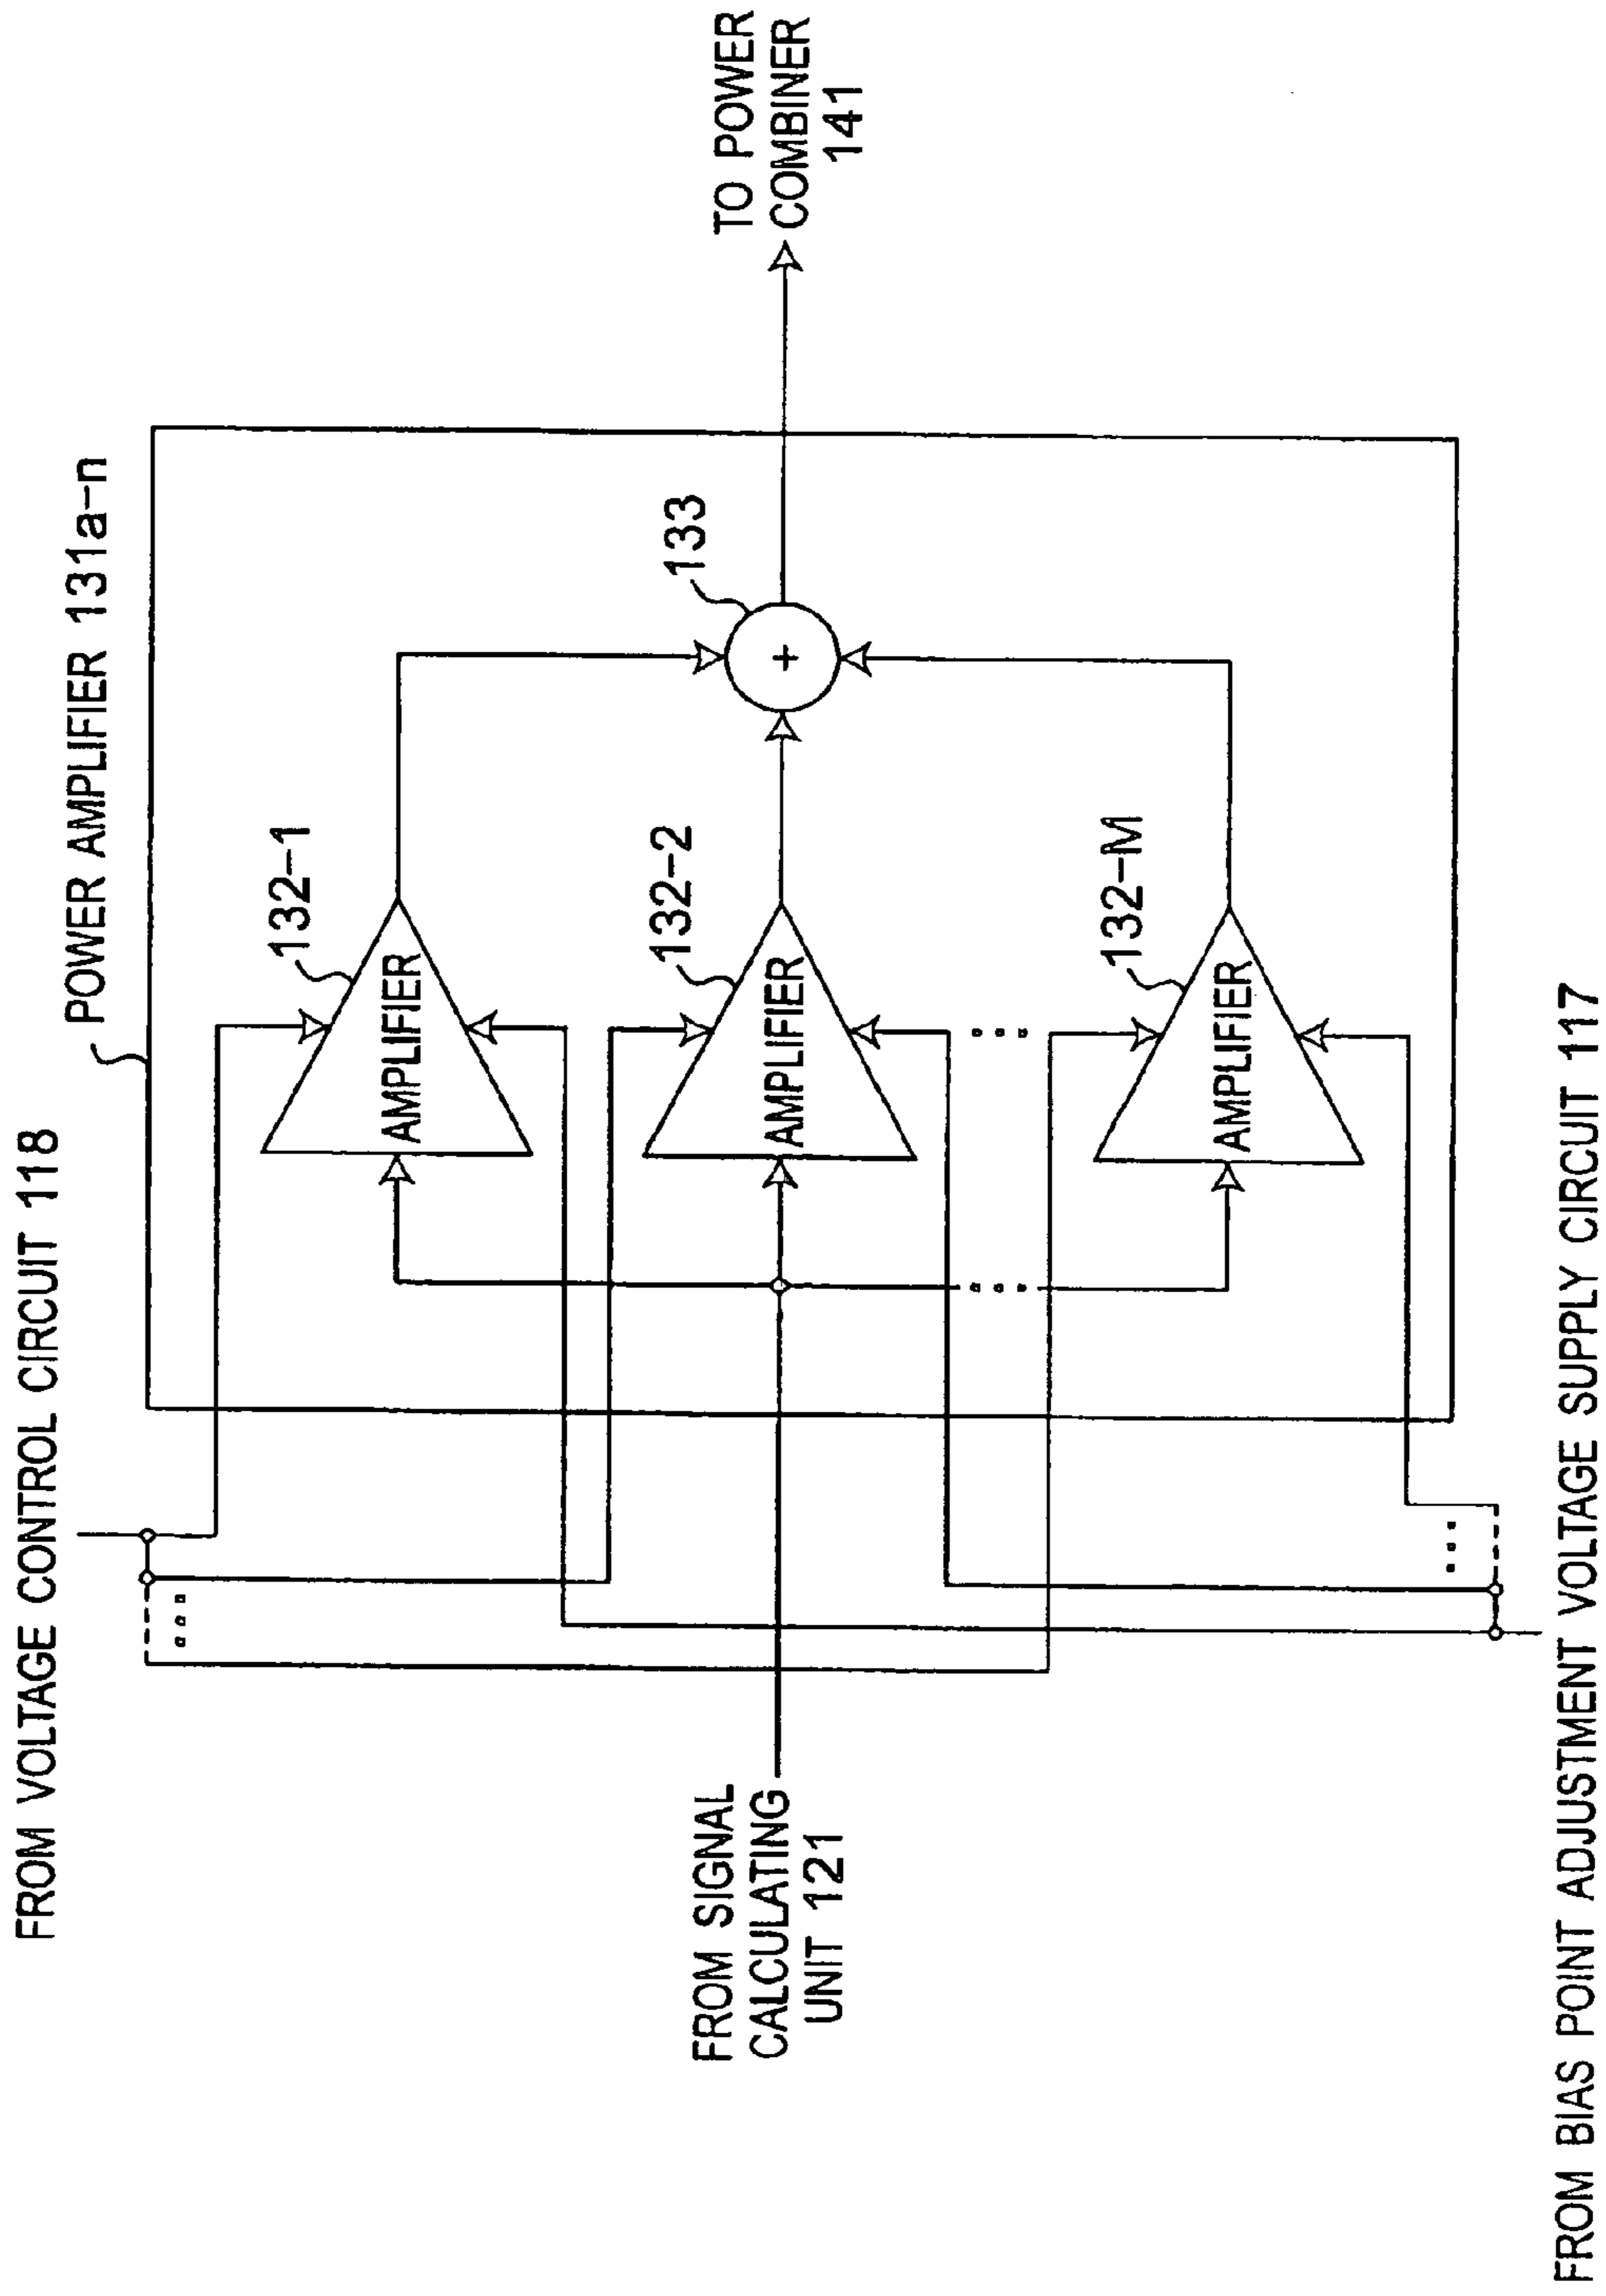 FROM VOLTAGE CONTROL CIRCUIT 118
POWER AMPLIFIER 131a-n
132-1
AMPLIFIER
132-2
AMPLIFIER
132-M
AMPLIFIER
133
+
FROM SIGNAL
CALCULATING
UNIT 121
TO POWER
COMBINER
141
FROM BIAS POINT ADJUSTMENT VOLTAGE SUPPLY CIRCUIT 117